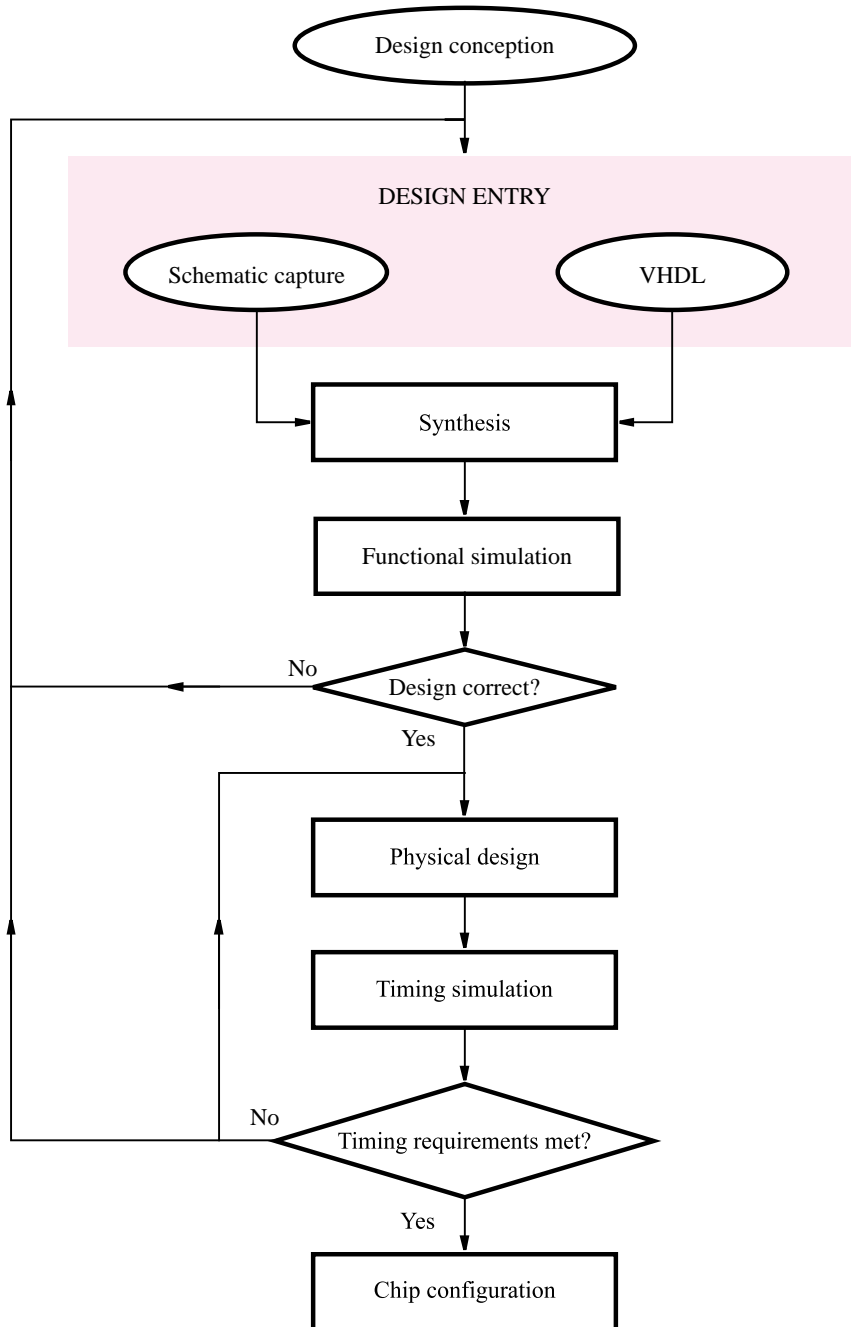 Design conception
DESIGN ENTRY
Schematic capture
VHDL
Synthesis
Functional simulation
No
Design correct?
Yes
Physical design
Timing simulation
No
Timing requirements met?
Yes
Chip configuration